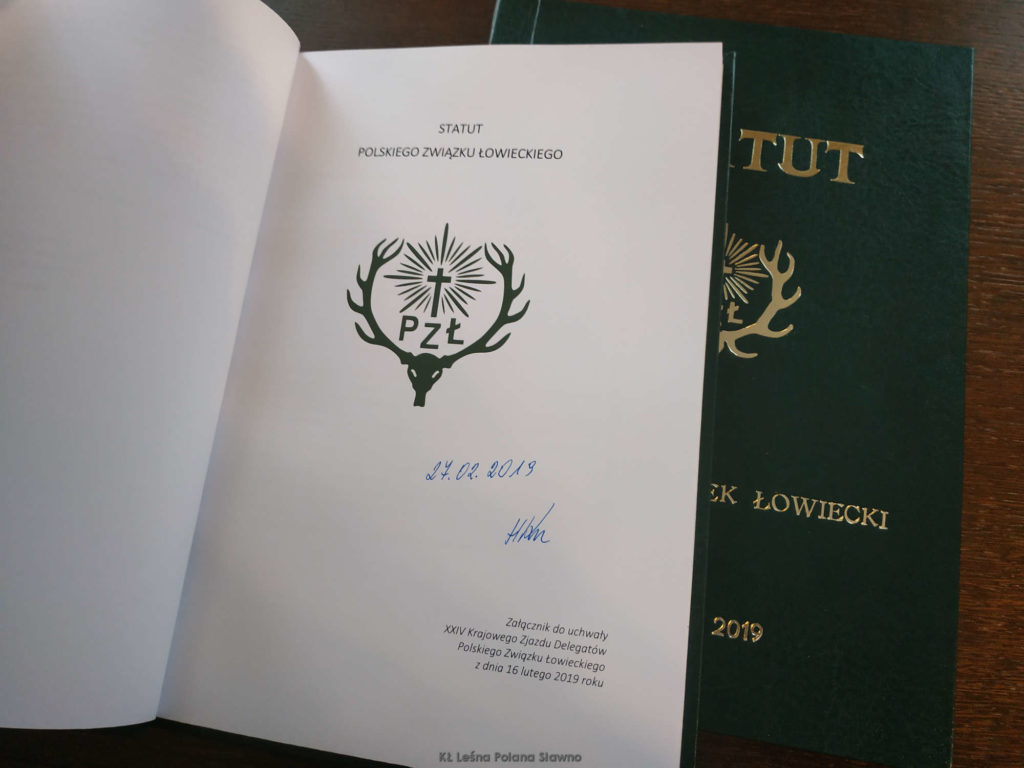 STATUT
POLSKIEGO ZWIĄZKU ŁOWIECKIEGO
PZŁ
27.02.2019
Załącznik do uchwały
XXIV Krajowego Zjazdu Delegatów
Polskiego Związku Łowieckiego
z dnia 16 lutego 2019 roku
TUT
EK ŁOWIECKI
2019
KŁ Leśna Polana Sławno